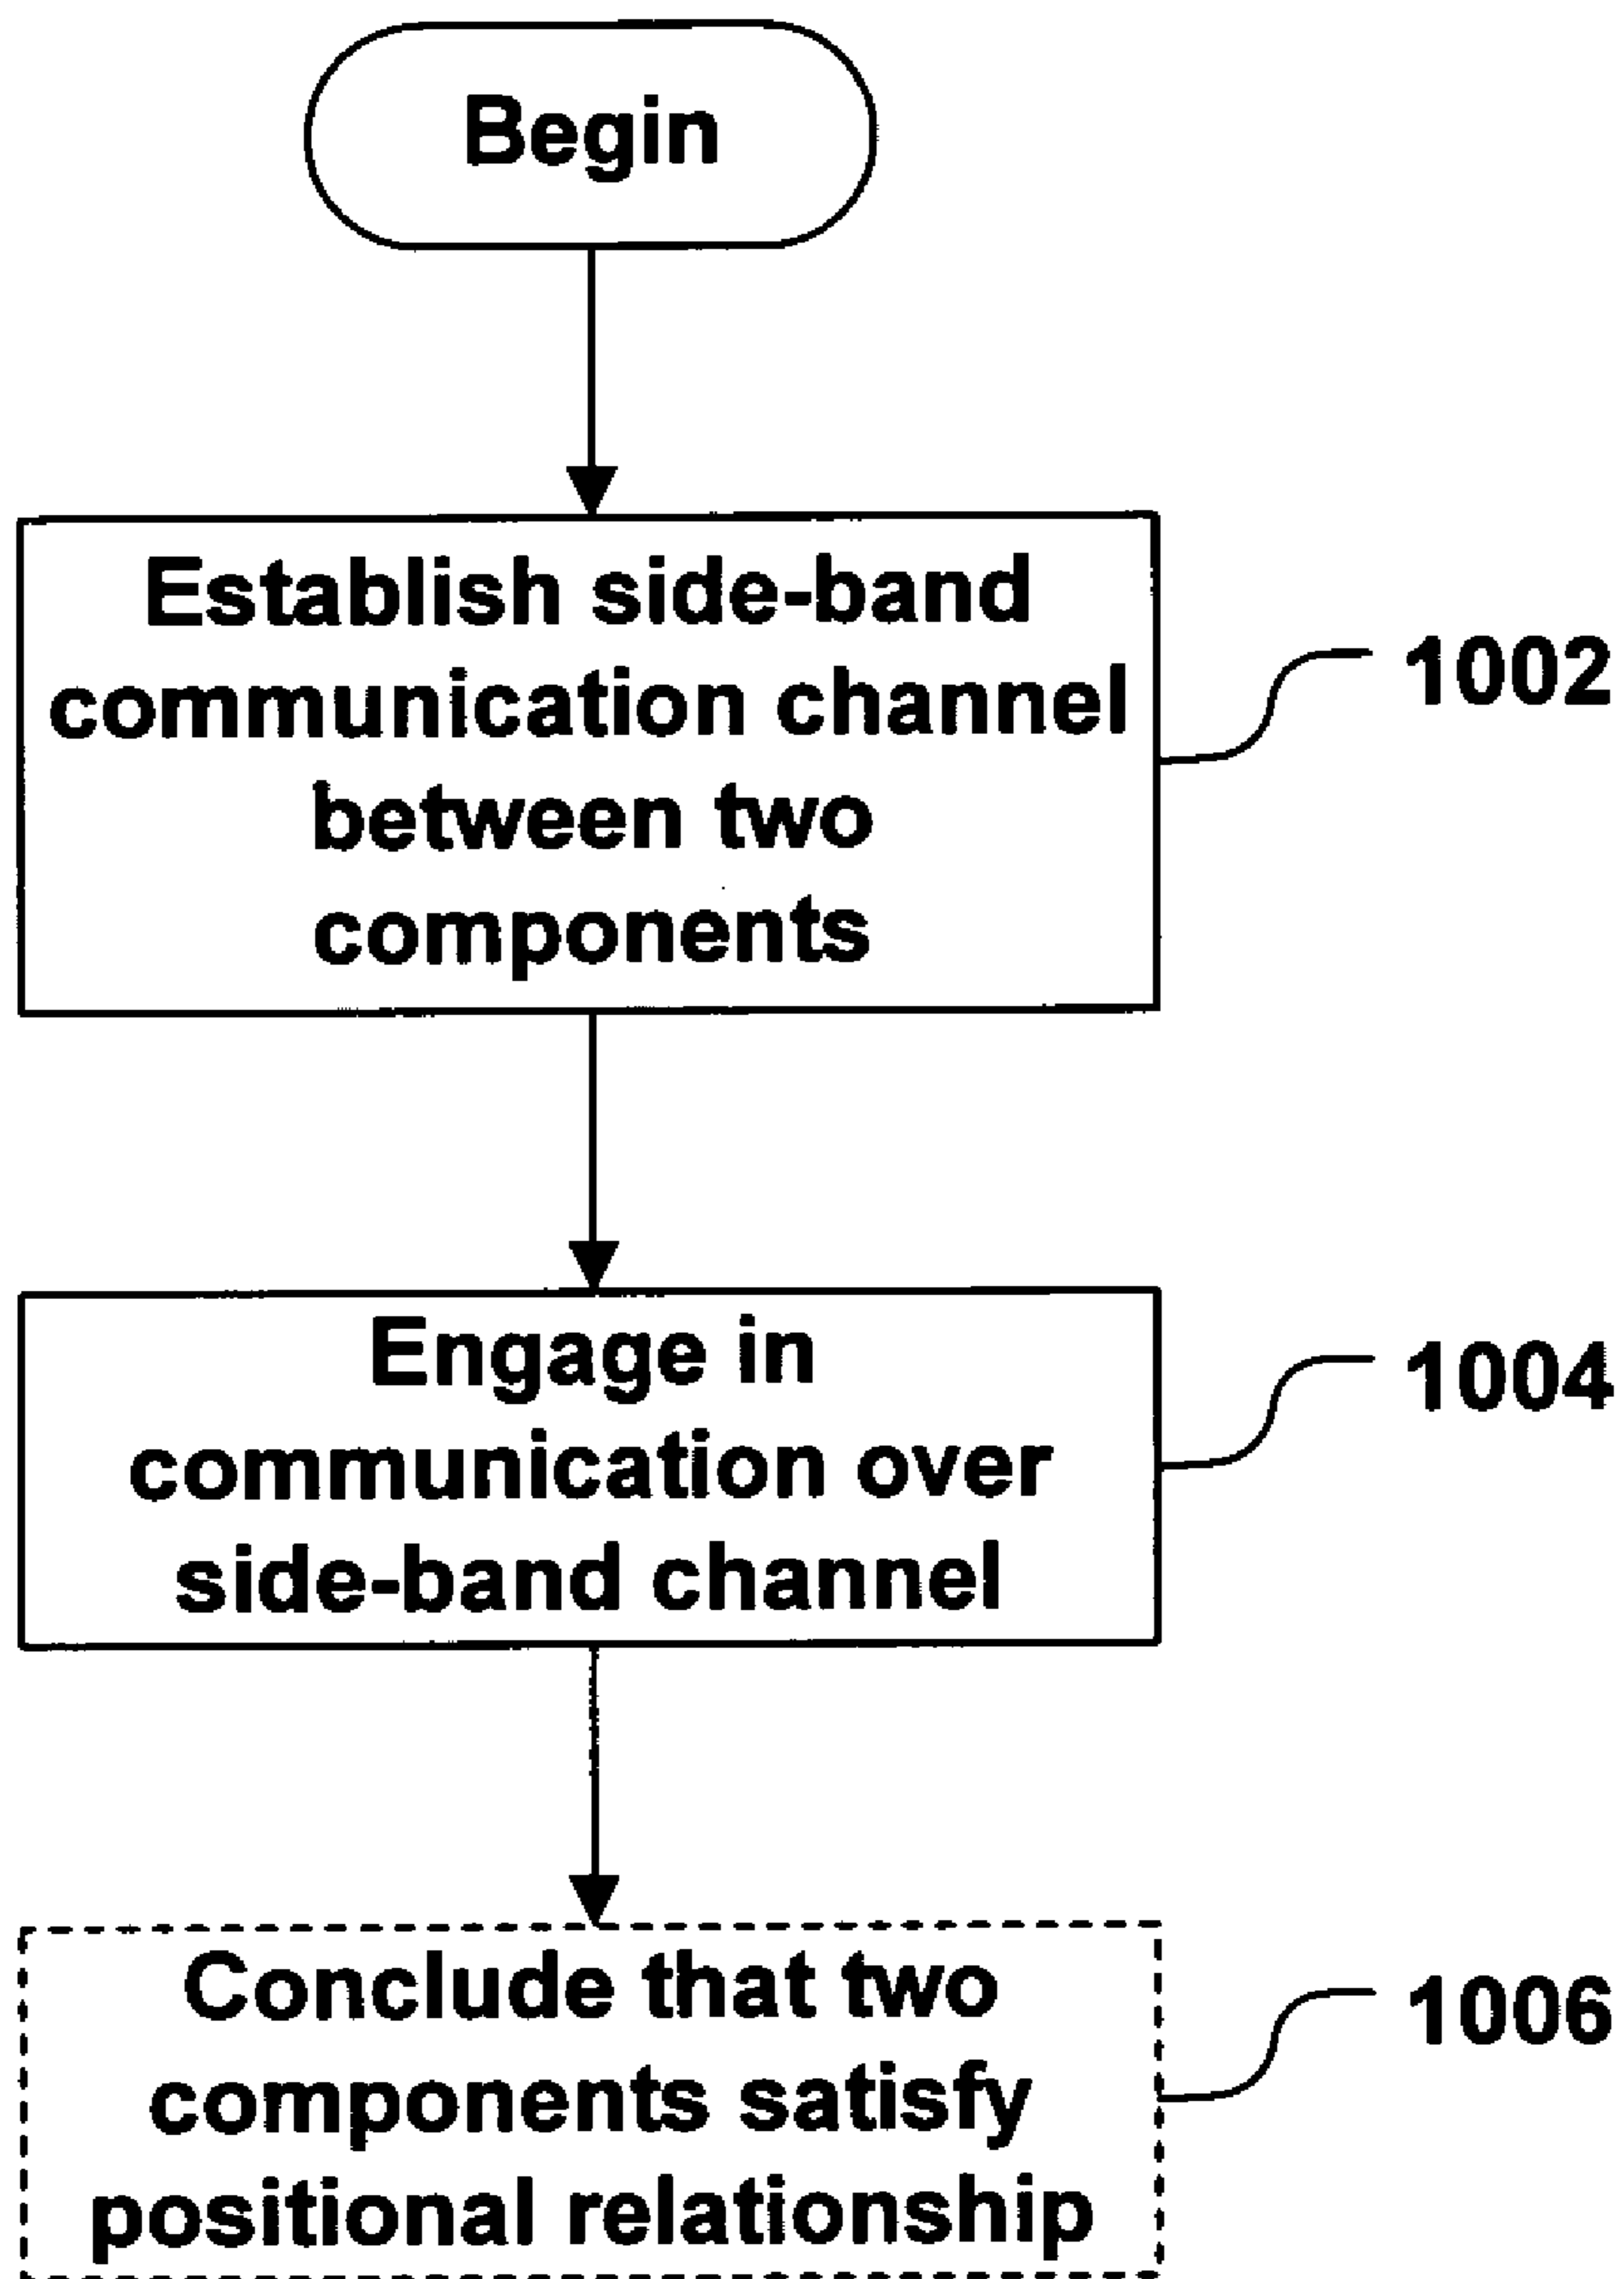 Begin
Establish side-band
communication channel
between two
components
1002
Engage in
communication over
side-band channel
1004
Conclude that two
components satisfy
positional relationship
1006